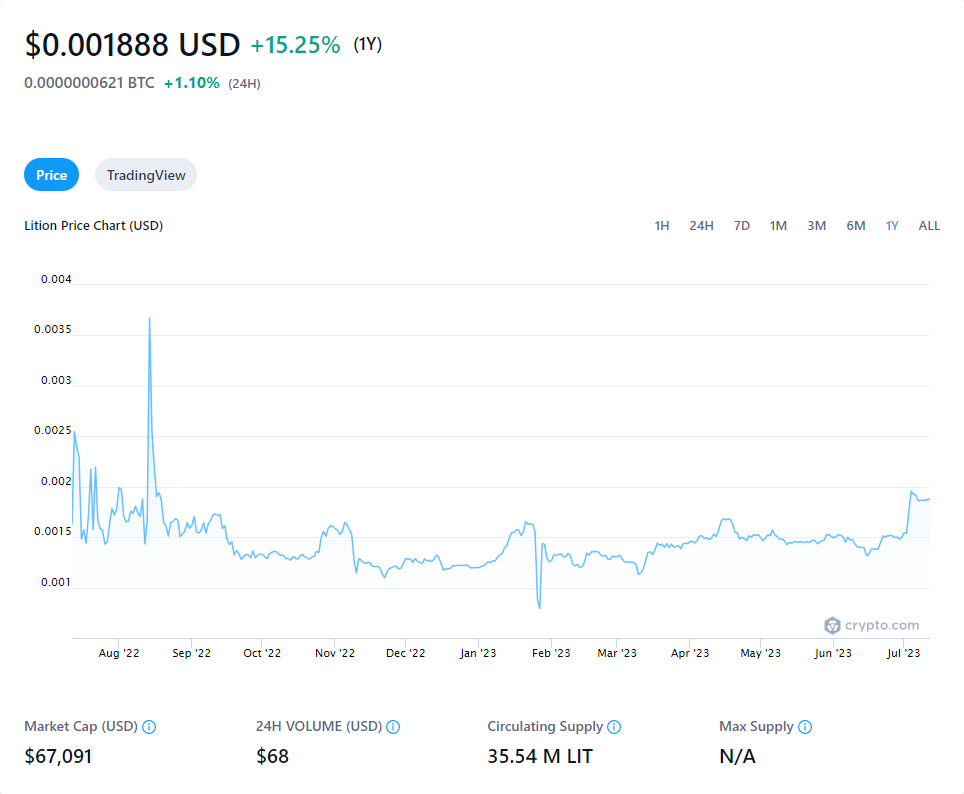 $0.001888 USD +15.25% (1Y)
0.0000000621 BTC +1.10% (24H)
Price TradingView
Lition Price Chart (USD) 1H 24H 7D 1M 3M 6M 1Y ALL
0.004
0.0035
0.003
0.0025
0.002
0.0015
0.001
crypto.com
Aug '22 Sep '22 Oct '22 Nov '22 Dec '22 Jan '23 Feb '23 Mar '23 Apr '23 May '23 Jun '23 Jul '23
Market Cap (USD) 24H VOLUME (USD) Circulating Supply Max Supply
$67,091 $68 35.54 M LIT N/A